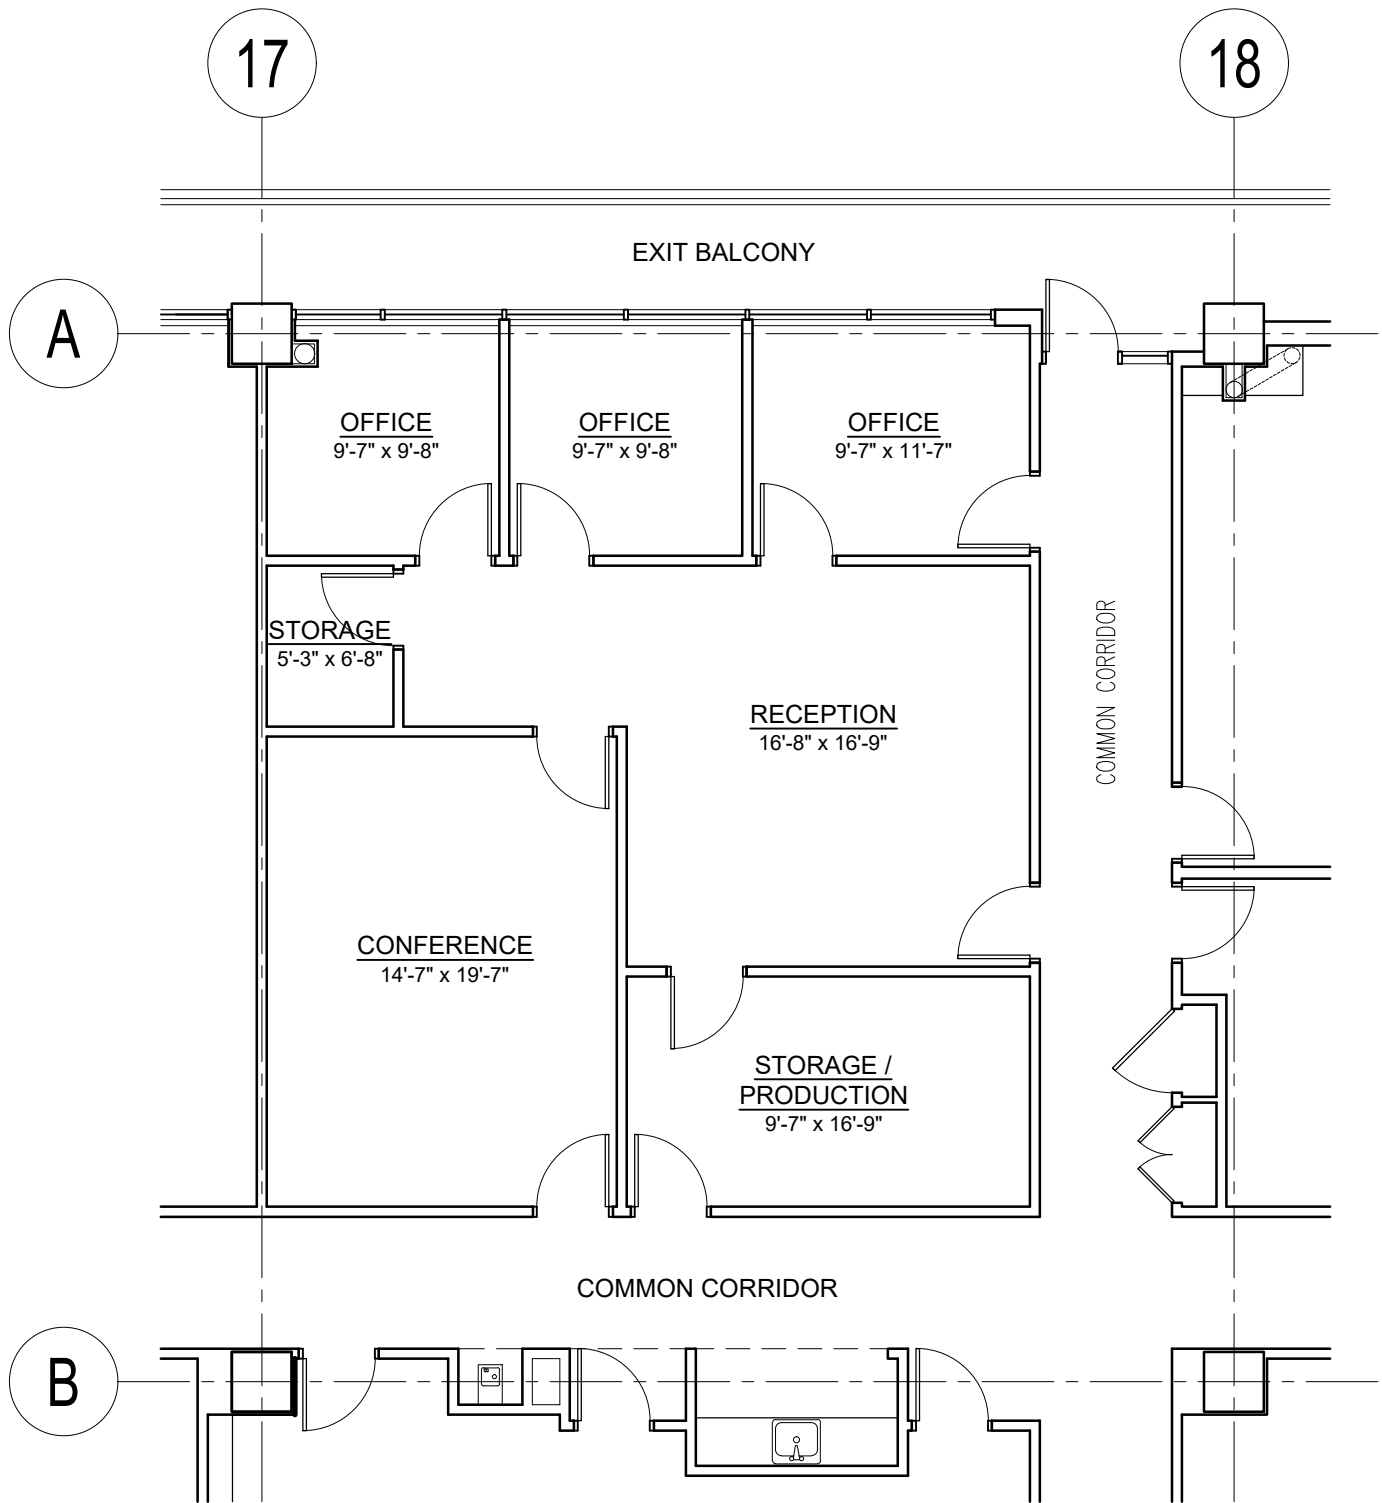 17
18
EXIT BALCONY
A
OFFICE
9'-7" x 9'-8"
OFFICE
9'-7" x 9'-8"
OFFICE
9'-7" x 11'-7"
STORAGE
5'-3" x 6'-8"
COMMON CORRIDOR
RECEPTION
16'-8" x 16'-9"
CONFERENCE
14'-7" x 19'-7"
STORAGE /
PRODUCTION
9'-7" x 16'-9"
COMMON CORRIDOR
B